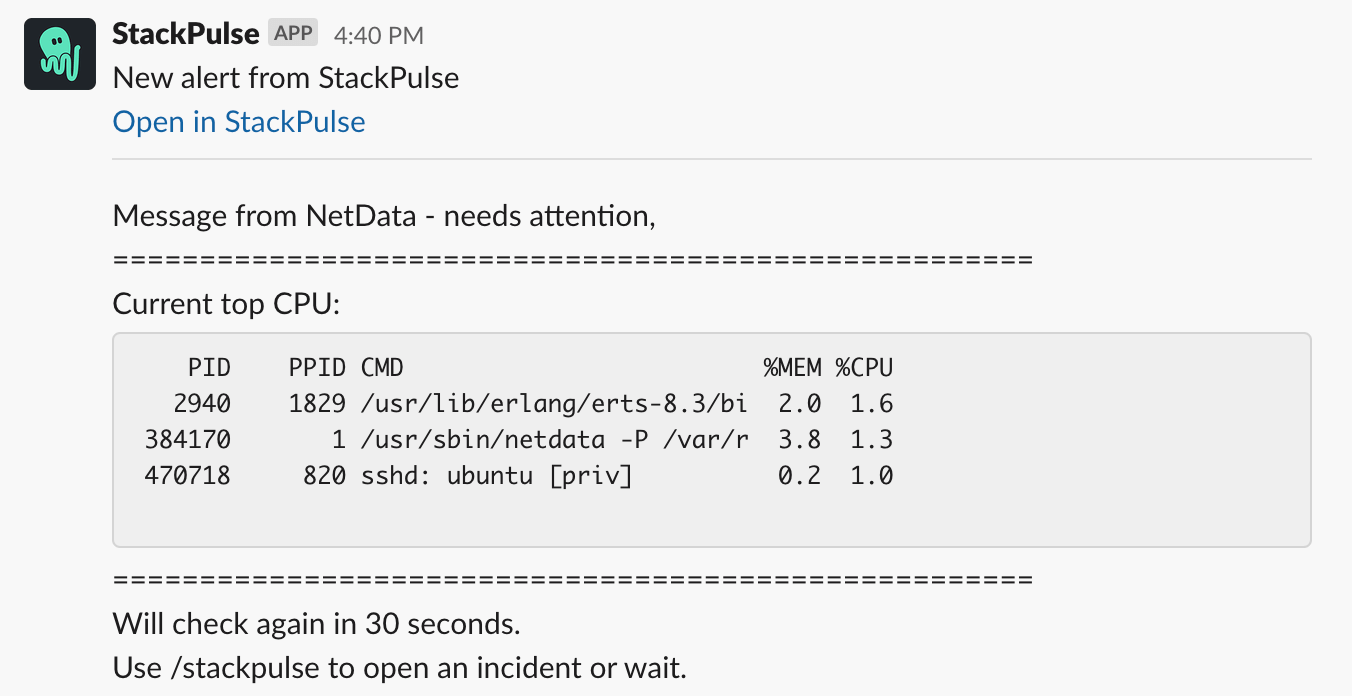 StackPulse APP 4:40 PM
New alert from StackPulse
Open in StackPulse
Message from NetData - needs attention,
=====================================================
Current top CPU:
PID PPID CMD %MEM %CPU
2940 1829 /usr/lib/erlang/erts-8.3/bi 2.0 1.6
384170 1 /usr/sbin/netdata -P /var/r 3.8 1.3
470718 820 sshd: ubuntu [priv] 0.2 1.0
=====================================================
Will check again in 30 seconds.
Use /stackpulse to open an incident or wait.